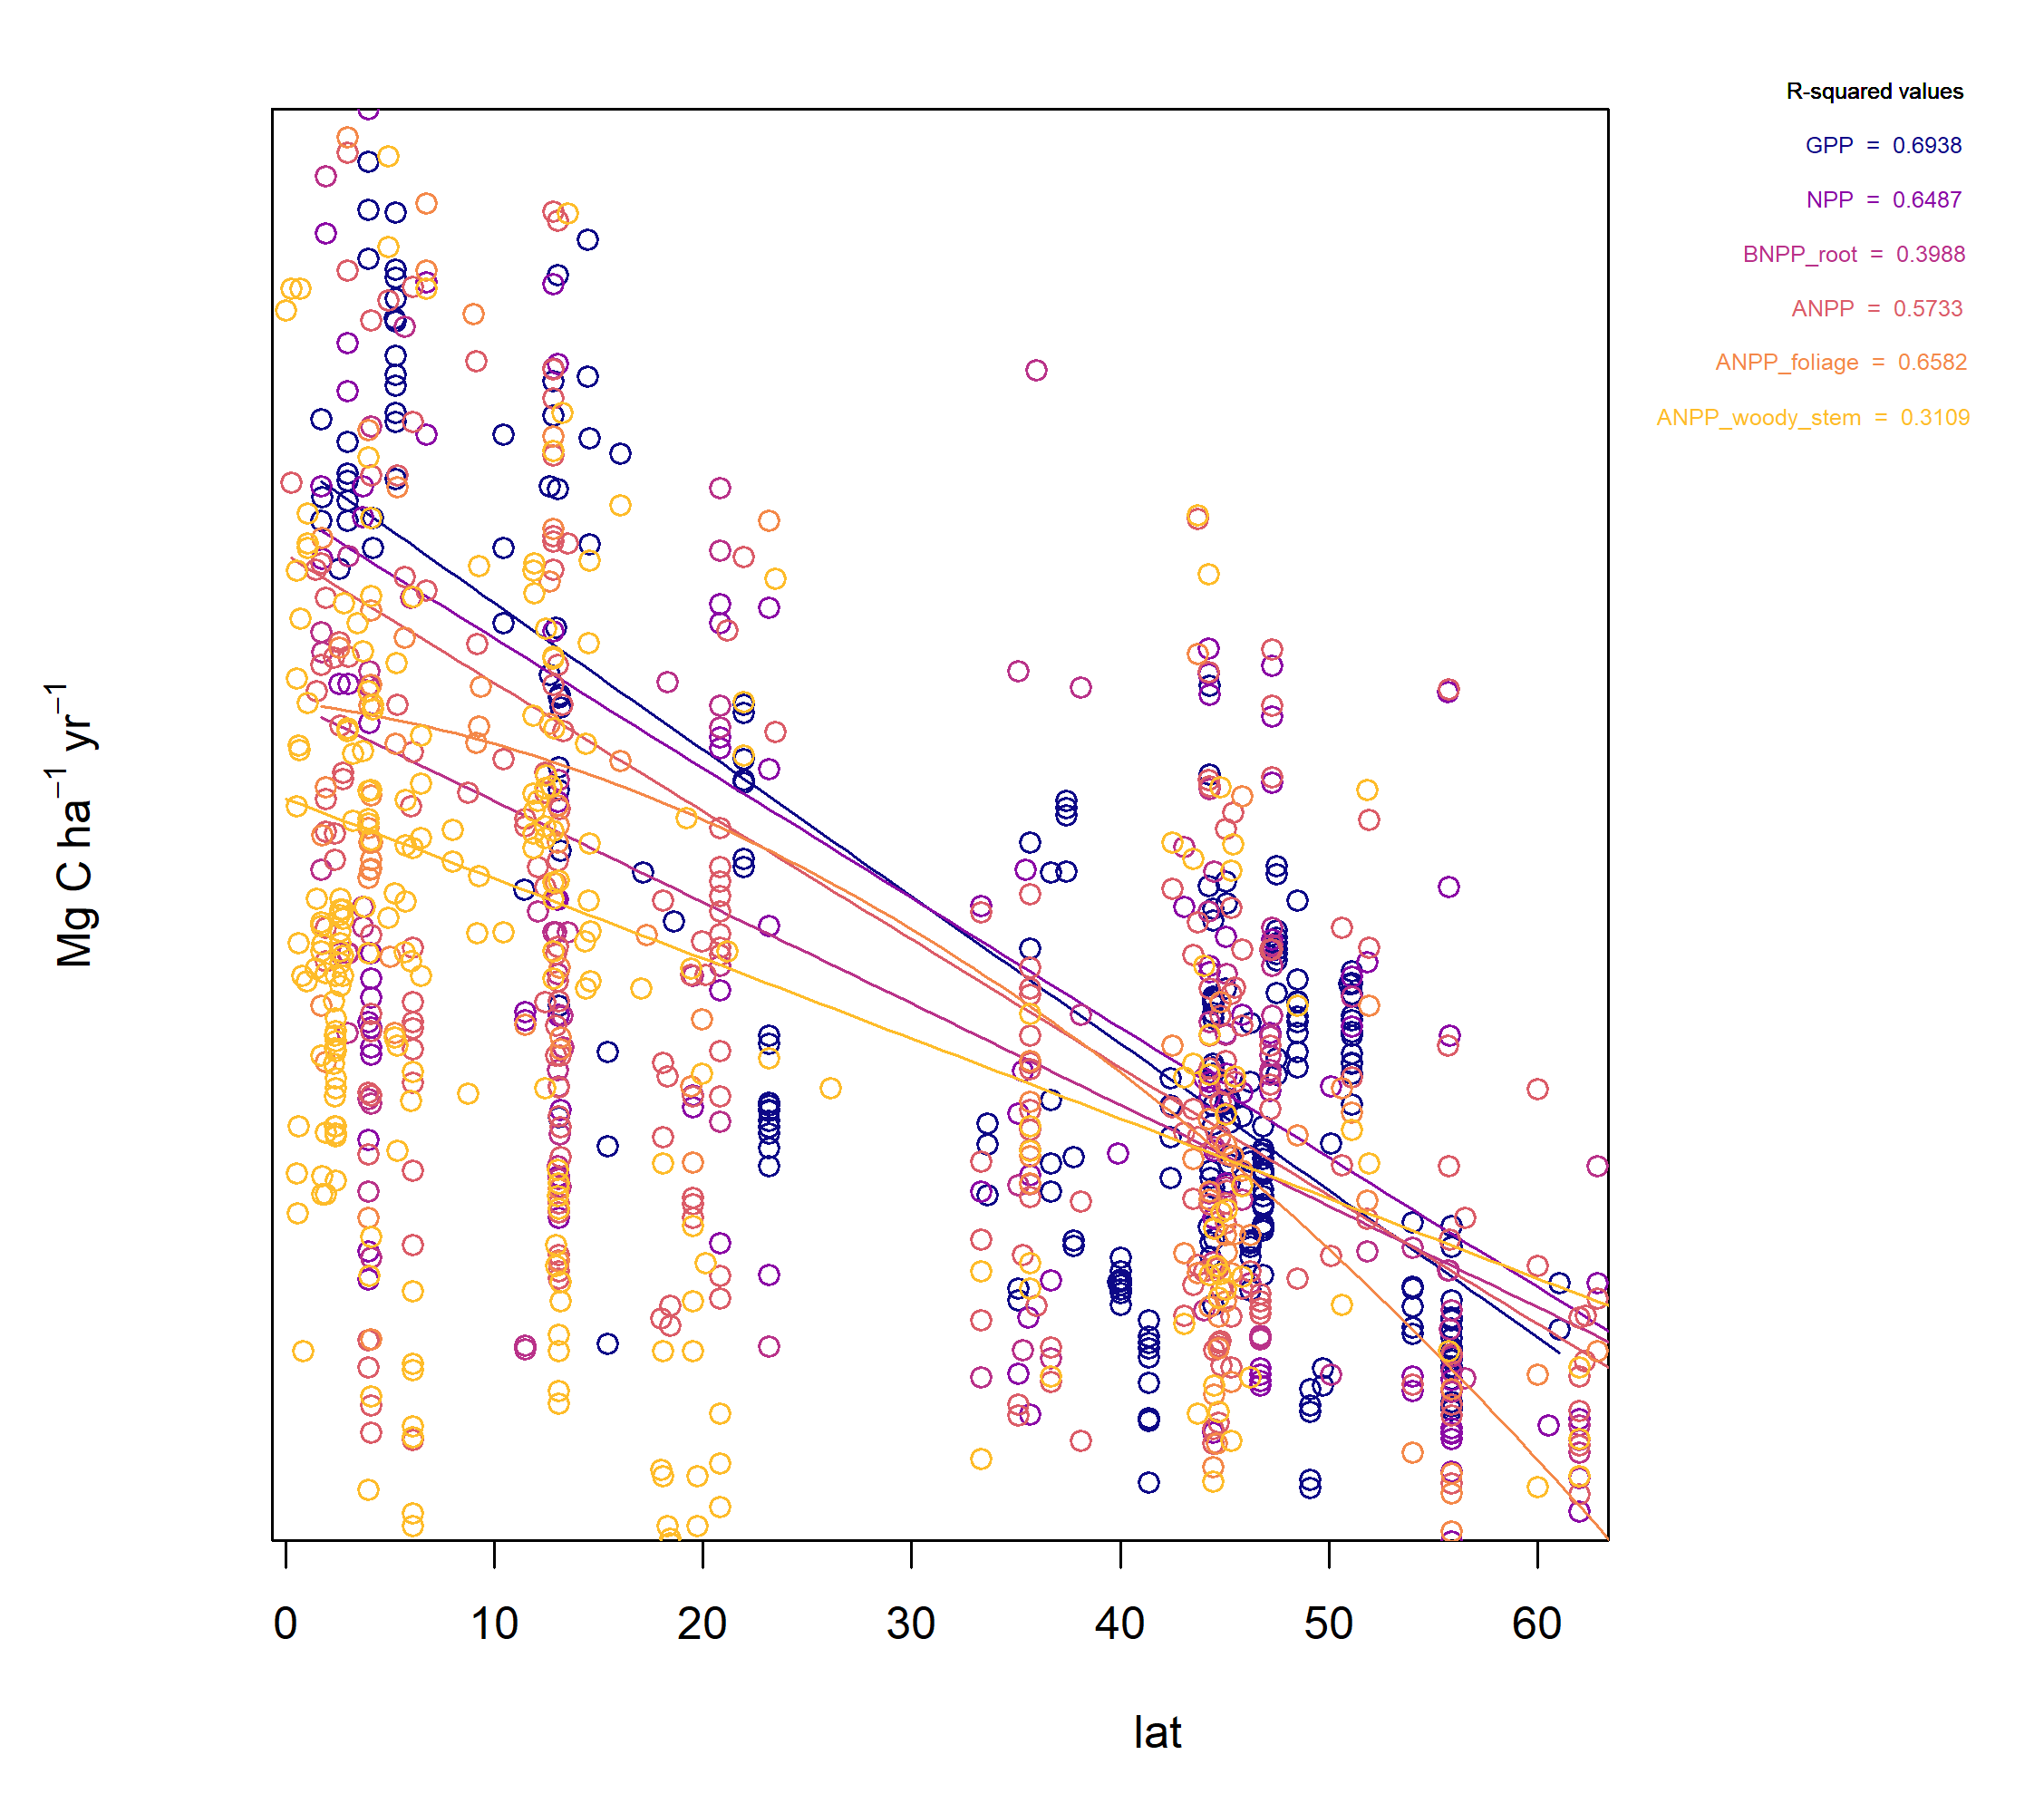 R-squared values
GPP = 0.6938
NPP = 0.6487
BNPP_root = 0.3988
ANPP = 0.5733
ANPP_foliage = 0.6582
ANPP_woody_stem = 0.3109
Mg C ha⁻¹ yr⁻¹
0 10 20 30 40 50 60
lat